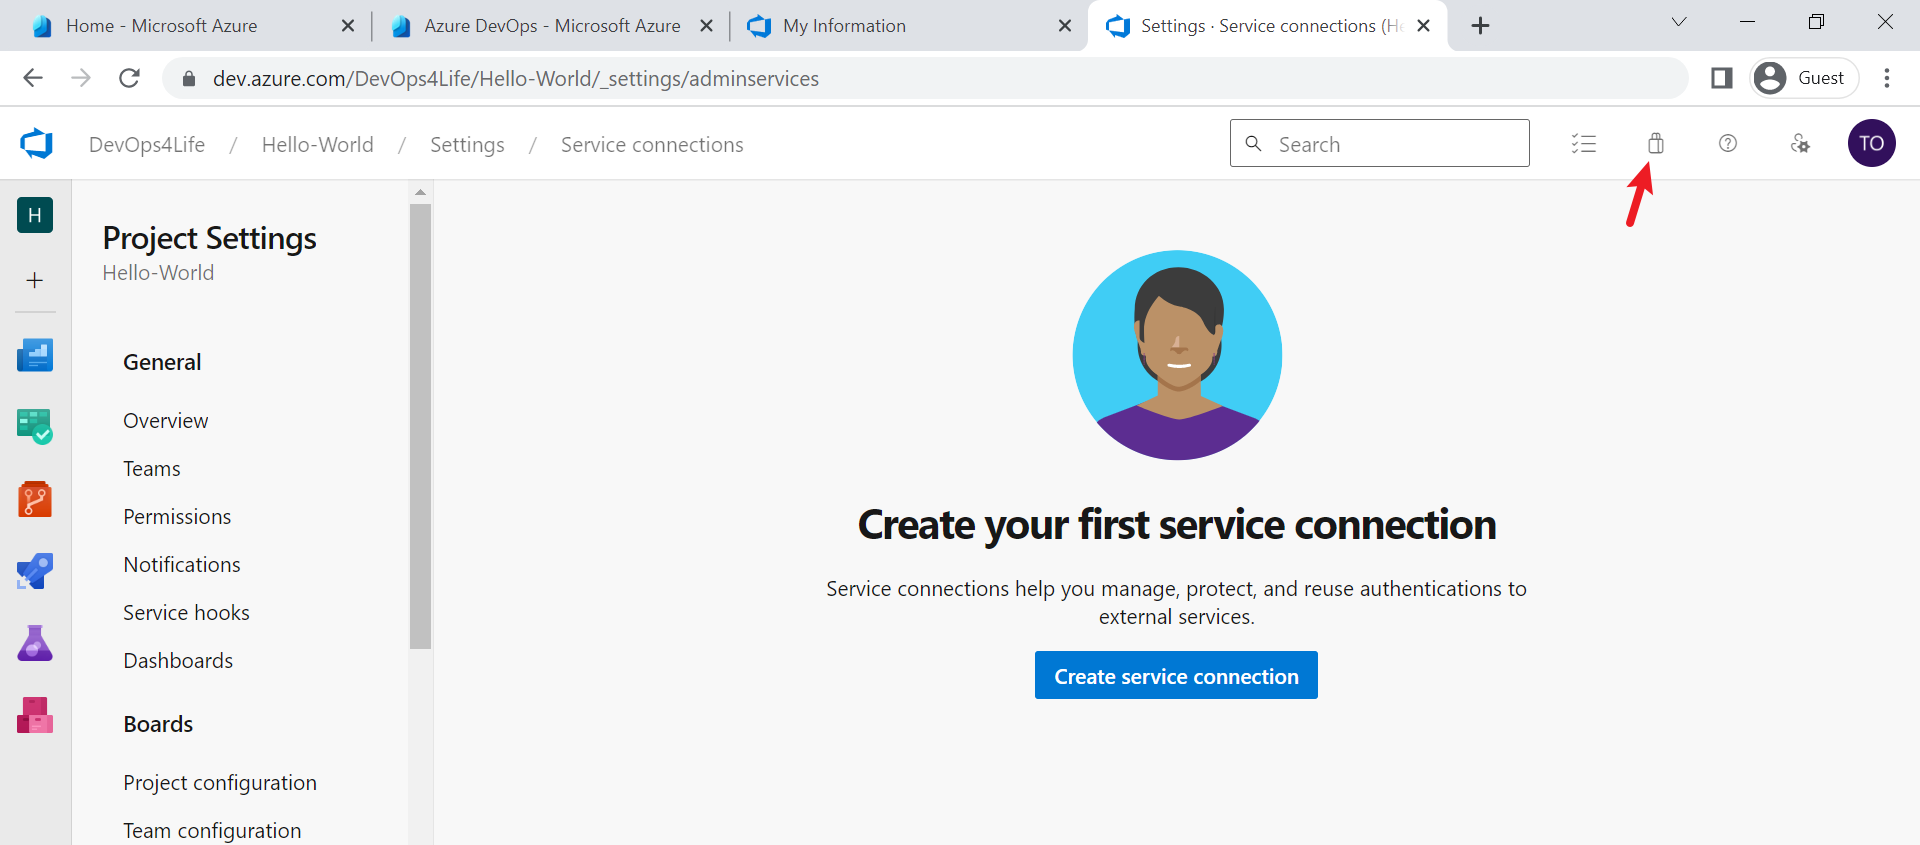 Home - Microsoft Azure
Azure DevOps - Microsoft Azure
My Information
Settings · Service connections (He
dev.azure.com/DevOps4Life/Hello-World/_settings/adminservices
Guest
DevOps4Life / Hello-World / Settings / Service connections
Search
TO
H
Project Settings
Hello-World
General
Overview
Teams
Permissions
Notifications
Service hooks
Dashboards
Boards
Project configuration
Team configuration
Create your first service connection
Service connections help you manage, protect, and reuse authentications to
external services.
Create service connection